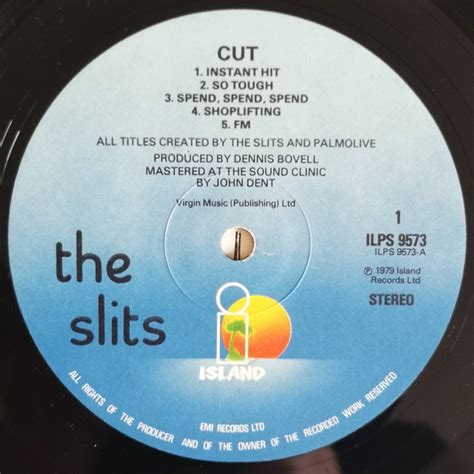 CUT
1. INSTANT HIT
2. SO TOUGH
3. SPEND, SPEND, SPEND
4. SHOPLIFTING
5. FM
ALL TITLES CREATED BY THE SLITS AND PALMOLIVE
PRODUCED BY DENNIS BOVELL
MASTERED AT THE SOUND CLINIC
BY JOHN DENT
Virgin Music (Publishing) Ltd
1
ILPS 9573
ILPS 9573-A
℗ 1979 Island
Records Ltd
STEREO
the
slits
i
ISLAND
EMI RECORDS LTD
ALL RIGHTS OF THE PRODUCER AND OF THE OWNER OF THE RECORDED WORK RESERVED